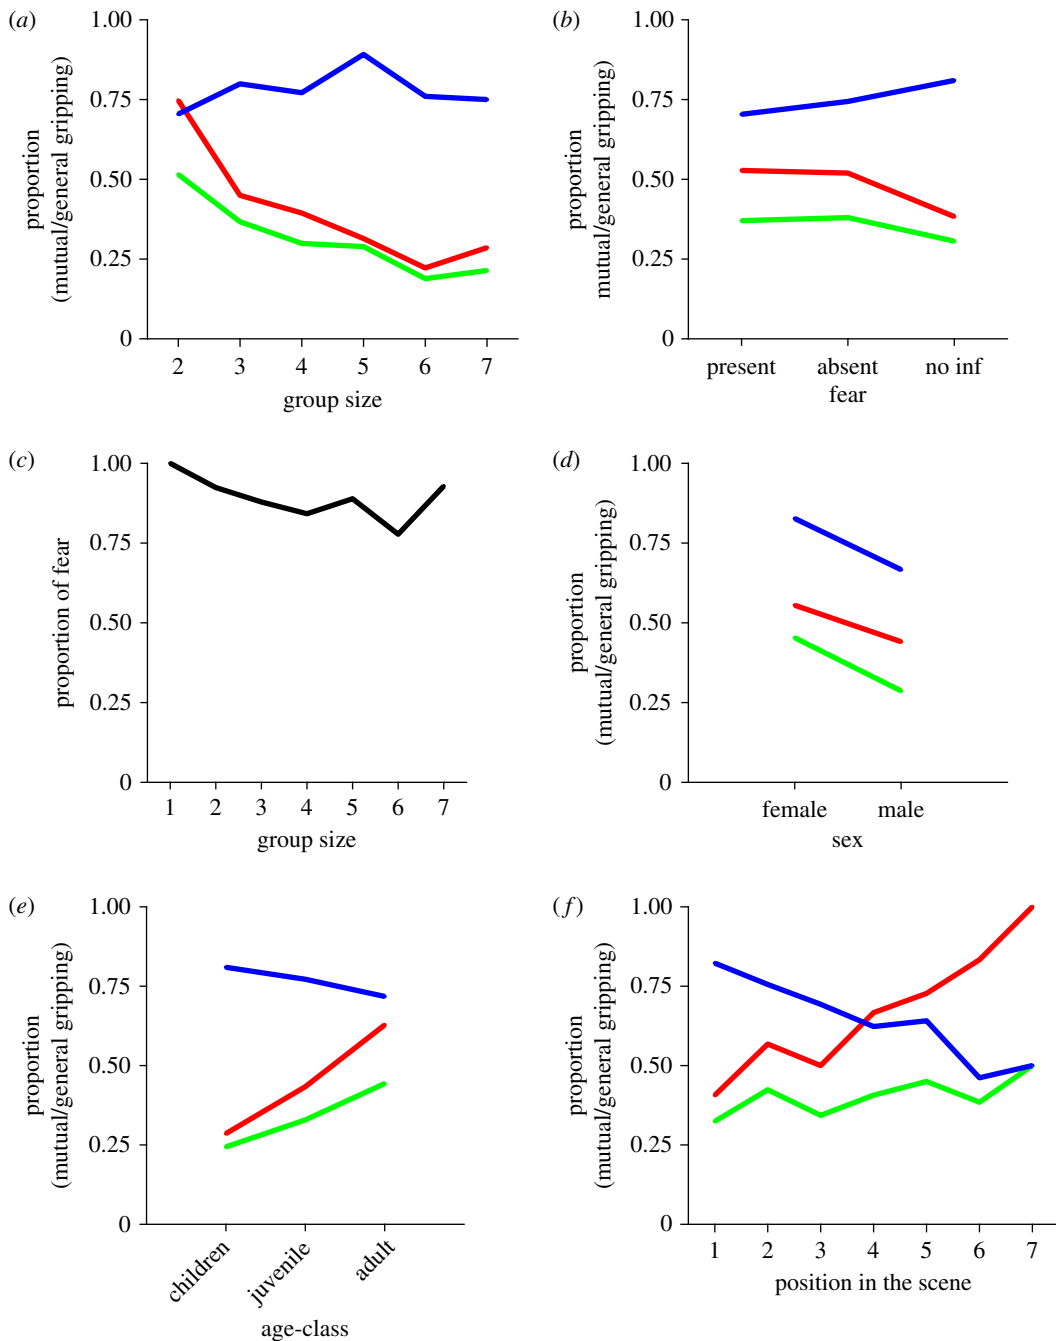 (a)
1.00
0.75
0.50
0.25
0
proportion
(mutual/general gripping)
2 3 4 5 6 7
group size
(b)
1.00
0.75
0.50
0.25
0
proportion
mutual/general gripping)
present absent no inf
fear
(c)
1.00
0.75
0.50
0.25
0
proportion of fear
1 2 3 4 5 6 7
group size
(d)
1.00
0.75
0.50
0.25
0
proportion
(mutual/general gripping)
female male
sex
(e)
1.00
0.75
0.50
0.25
0
proportion
(mutual/general gripping)
children juvenile adult
age-class
(f)
1.00
0.75
0.50
0.25
0
proportion
(mutual/general gripping)
1 2 3 4 5 6 7
position in the scene